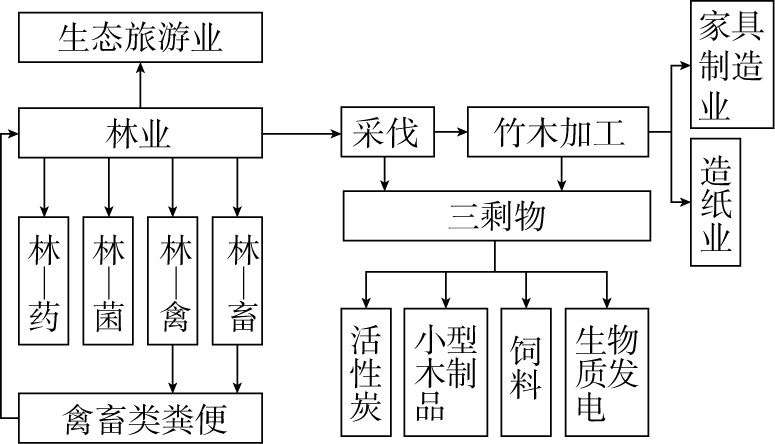 生态旅游业
林业
采伐
竹木加工
家具
制造
业
造
纸
业
三剩物
林
药
林
菌
林
禽
林
畜
禽畜类粪便
活
性
炭
小型
木制
品
饲
料
生物
质发
电